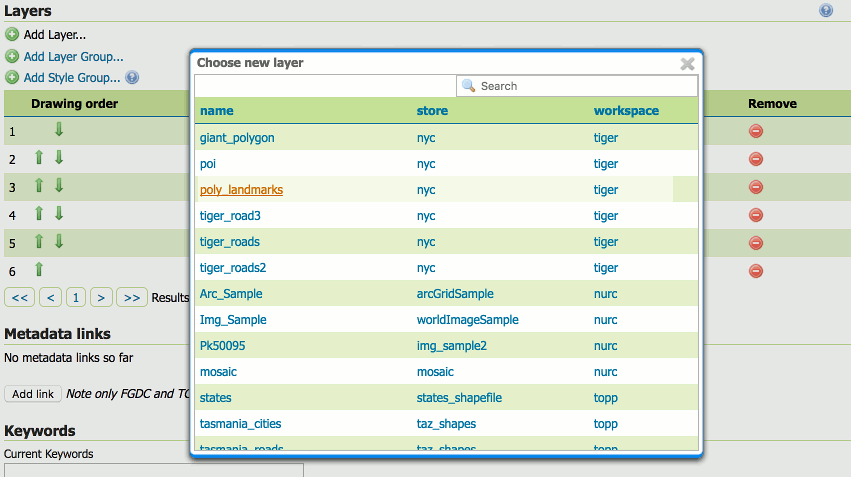 Layers
Add Layer...
Add Layer Group...
Add Style Group...
Drawing order
Remove
1
2
3
4
5
6
<< < 1 > >> Results
Metadata links
No metadata links so far
Add link Note only FGDC and TC
Keywords
Current Keywords
Choose new layer
Search
name store workspace
giant_polygon nyc tiger
poi nyc tiger
poly_landmarks nyc tiger
tiger_road3 nyc tiger
tiger_roads nyc tiger
tiger_roads2 nyc tiger
Arc_Sample arcGridSample nurc
Img_Sample worldImageSample nurc
Pk50095 img_sample2 nurc
mosaic mosaic nurc
states states_shapefile topp
tasmania_cities taz_shapes topp
tasmania_roads taz_shapes topp